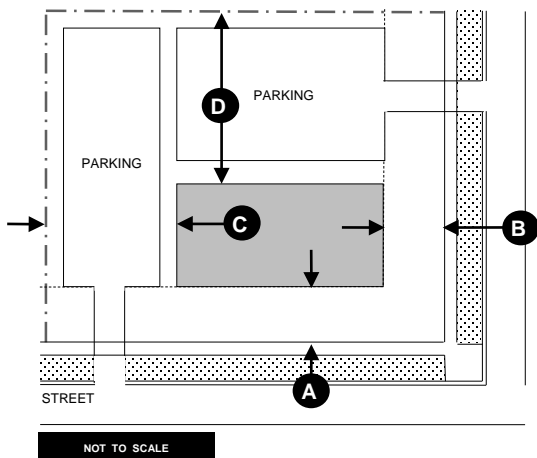 D
PARKING
PARKING
C
B
A
STREET
NOT TO SCALE